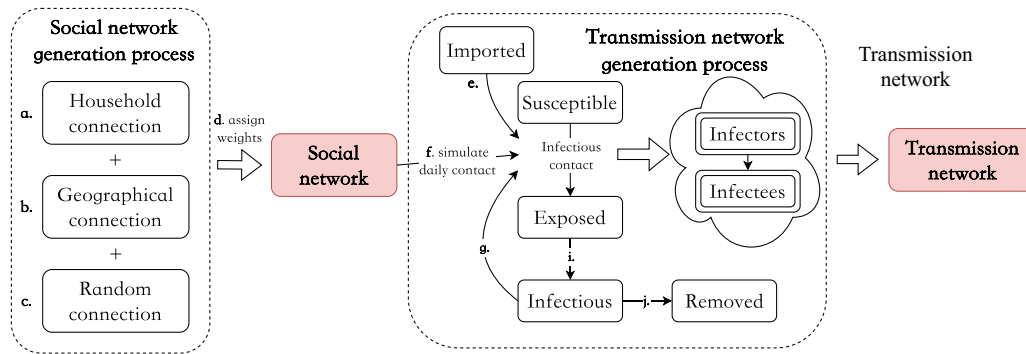 Social network
generation process
a.
Household
connection
+
b.
Geographical
connection
+
c.
Random
connection
d. assign
weights
Social
network
f. simulate
daily contact
Transmission network
generation process
Imported
e.
Susceptible
Infectious
contact
Exposed
g.
i.
Infectious
j.
Removed
Infectors
Infectees
Transmission
network
Transmission
network